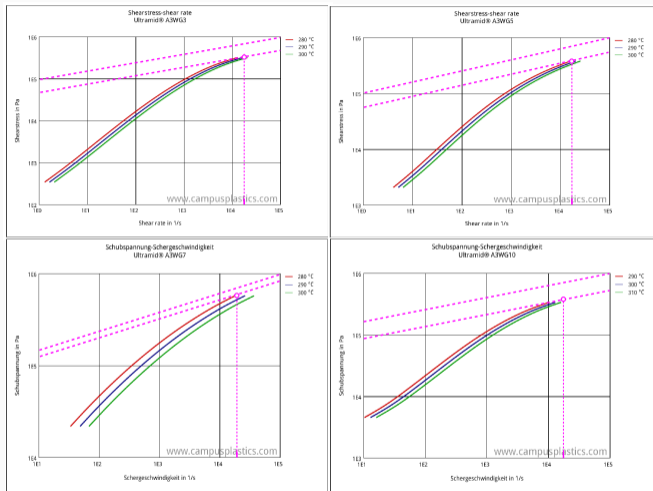 Shearstress-shear rate
Ultramid® A3WG3
280 °C
290 °C
300 °C
1E6
1E5
1E4
1E3
1E2
Shearstress in Pa
www.campusplastics.com
1E0 1E1 1E2 1E3 1E4 1E5
Shear rate in 1/s
Shearstress-shear rate
Ultramid® A3WG5
280 °C
290 °C
300 °C
1E6
1E5
1E4
1E3
Shearstress in Pa
www.campusplastics.com
1E0 1E1 1E2 1E3 1E4 1E5
Shear rate in 1/s
Schubspannung-Schergeschwindigkeit
Ultramid® A3WG7
280 °C
290 °C
300 °C
1E6
1E5
1E4
Schubspannung in Pa
www.campusplastics.com
1E1 1E2 1E3 1E4 1E5
Schergeschwindigkeit in 1/s
Schubspannung-Schergeschwindigkeit
Ultramid® A3WG10
290 °C
300 °C
310 °C
1E6
1E5
1E4
1E3
Schubspannung in Pa
www.campusplastics.com
1E1 1E2 1E3 1E4 1E5
Schergeschwindigkeit in 1/s